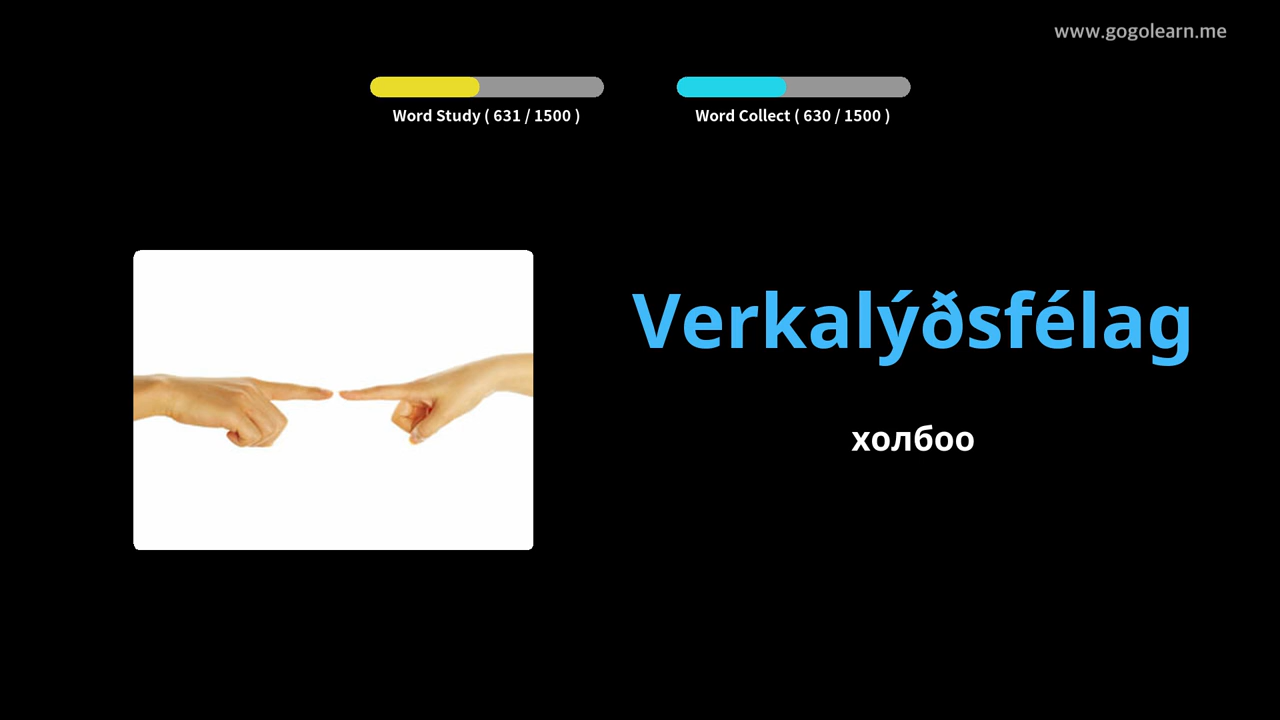 www.gogolearn.me
Word Study ( 631 / 1500 )
Word Collect ( 630 / 1500 )
Verkalýðsfélag
холбоо